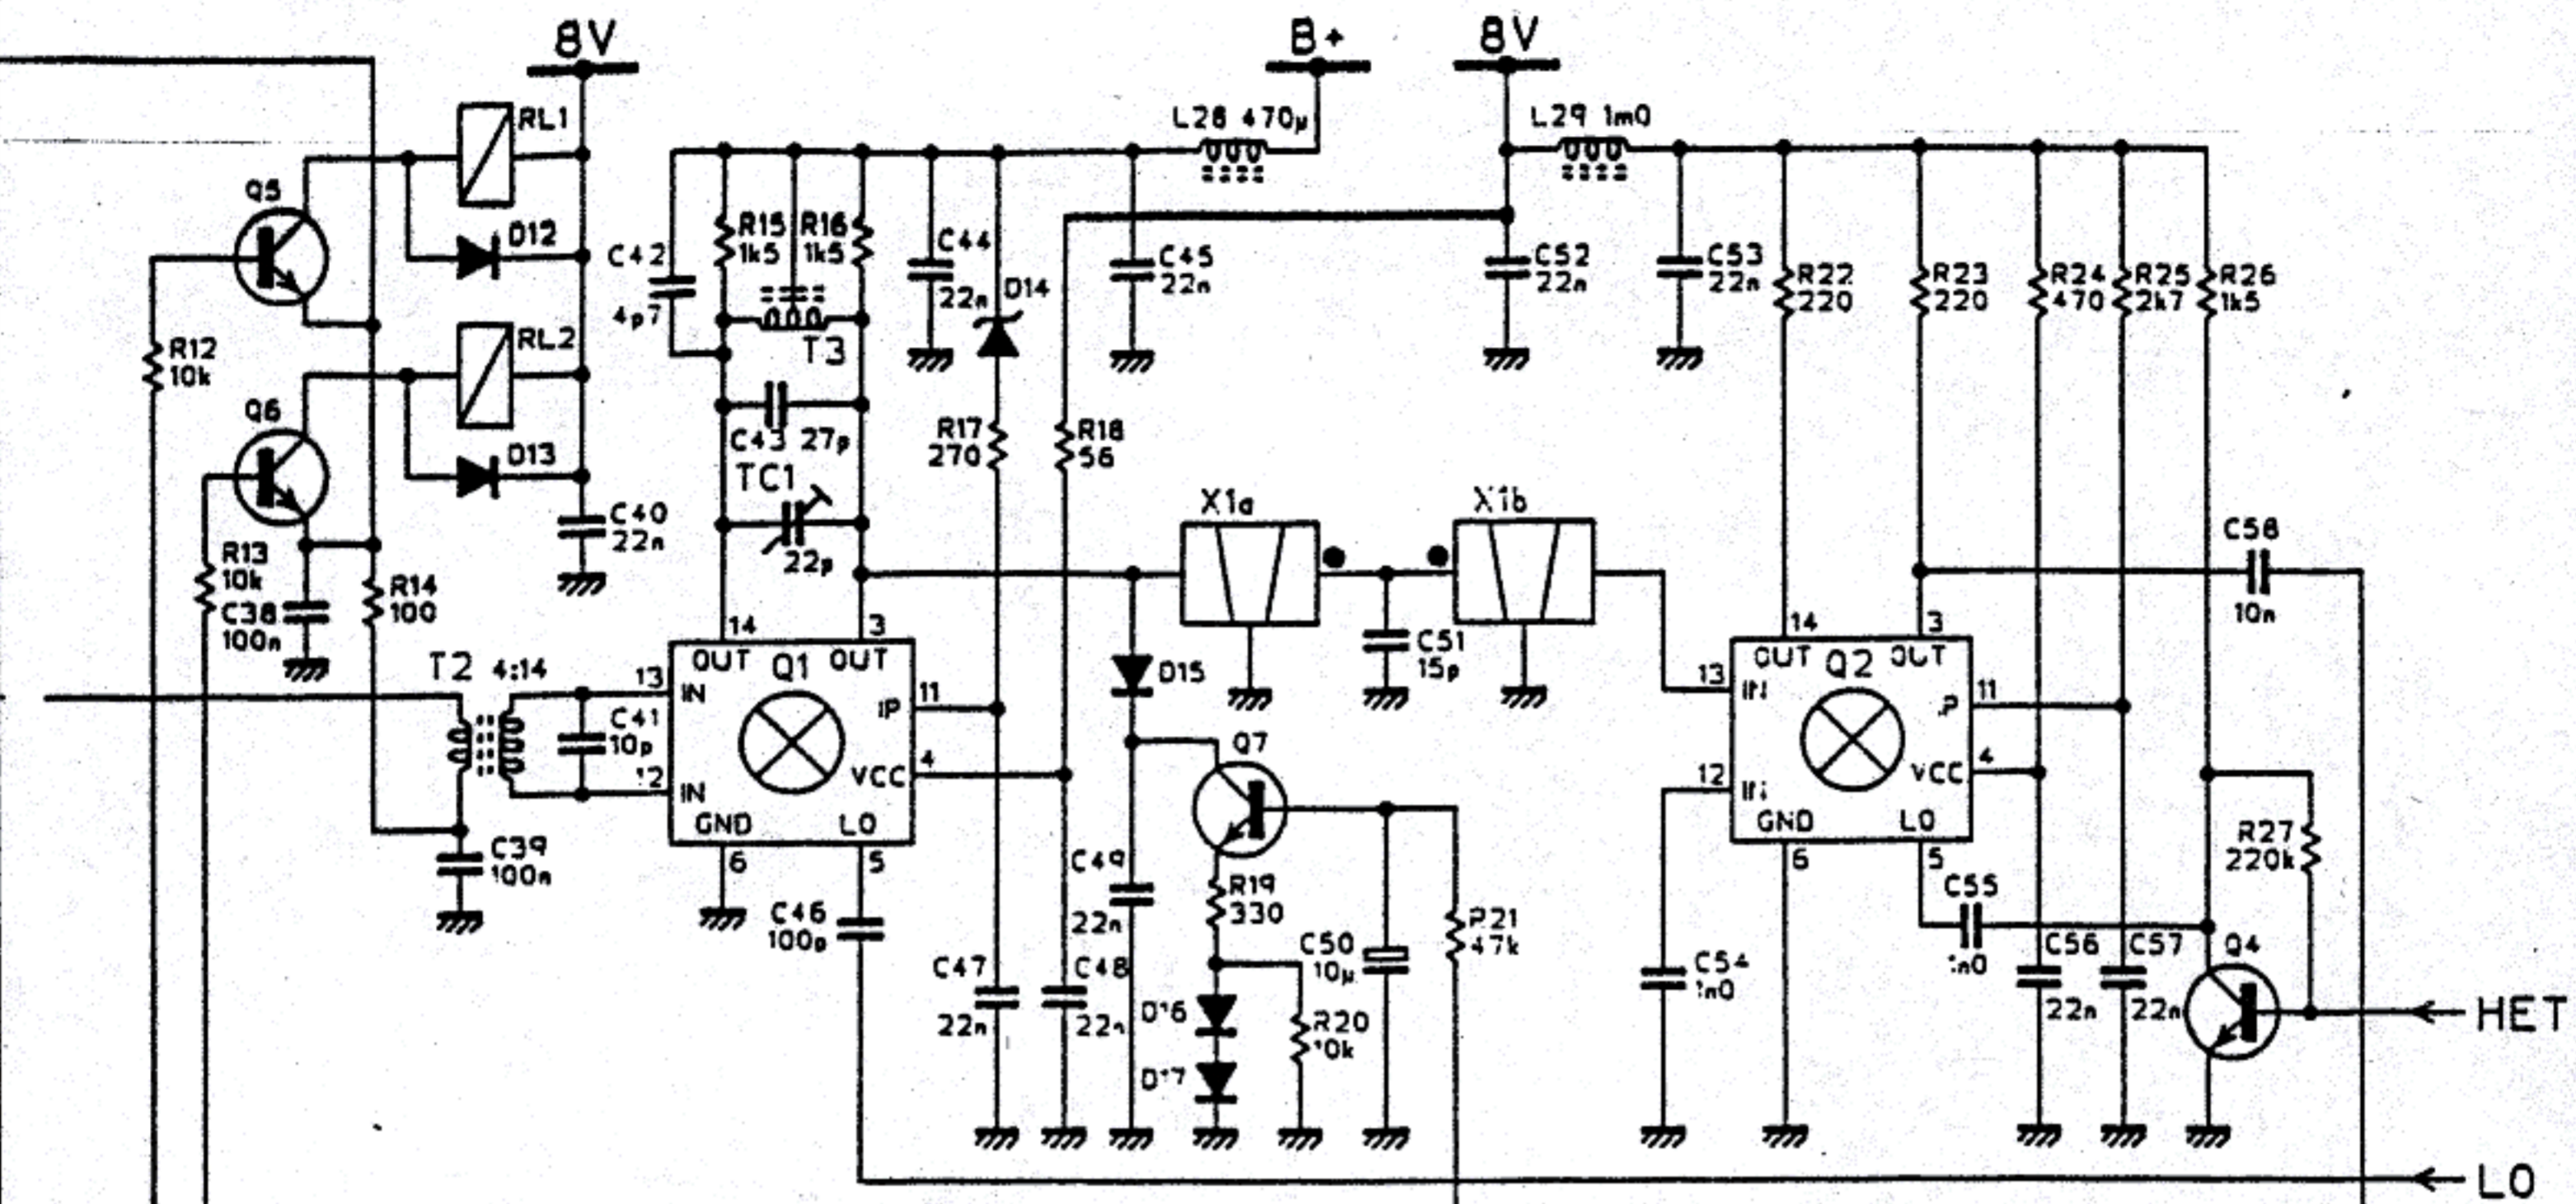 8V
B+
8V
L28 470µ
L29 1m0
RL1
Q5
D12
C42
4p7
R15
1k5
R16
1k5
C44
22n
D14
C45
22n
C52
22n
C53
22n
R22
220
R23
220
R24
470
R25
2k7
R26
1k5
T3
RL2
R12
10k
Q6
D13
C43 27p
TC1
22p
R17
270
R18
56
C40
22n
X1a
X1b
C58
10n
R13
10k
C38
100n
R14
100
C51
15p
T2 4:14
14
3
OUT Q1 OUT
13
IN
11
IP
C41
10p
12
IN
4
VCC
GND
LO
6
5
D15
Q7
14
3
OUT Q2 OUT
13
IN
11
P
12
IN
4
VCC
GND
LO
6
5
C39
100n
C46
100p
C49
22n
R19
330
C50
10µ
R21
47k
R27
220k
C55
1n0
C47
22n
C48
22n
D16
R20
10k
D17
C54
1n0
C56
22n
C57
22n
Q4
HET
LO